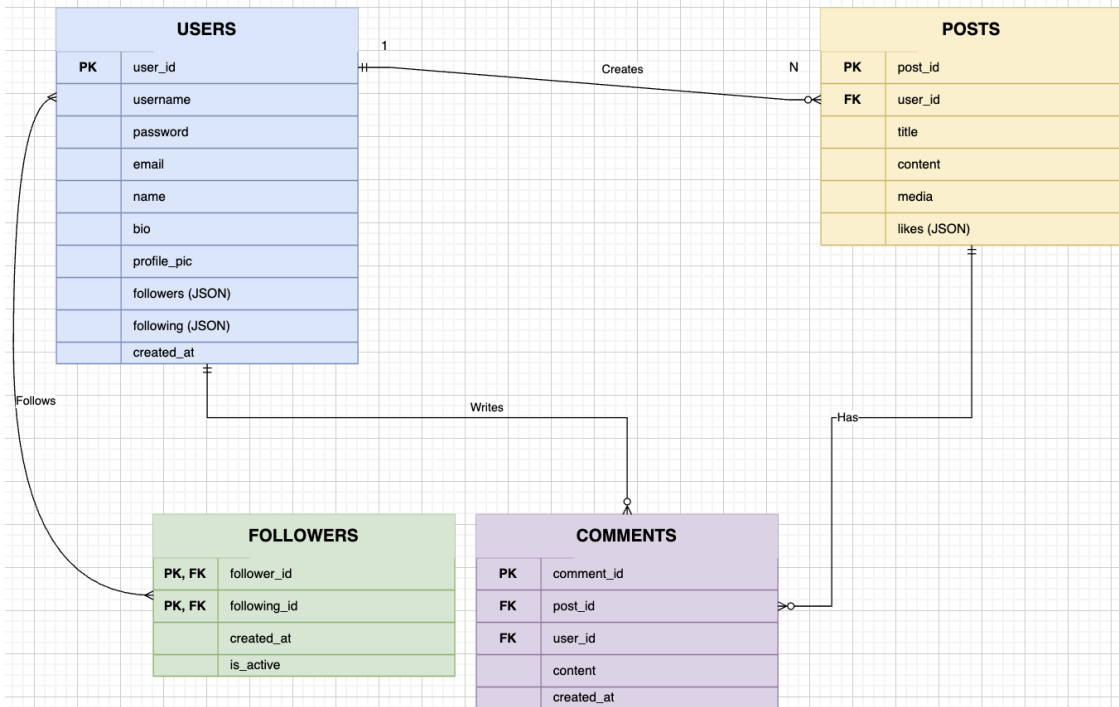 USERS
PK user_id
username
password
email
name
bio
profile_pic
followers (JSON)
following (JSON)
created_at
1
Creates
N
POSTS
PK post_id
FK user_id
title
content
media
likes (JSON)
Follows
Writes
Has
FOLLOWERS
PK, FK follower_id
PK, FK following_id
created_at
is_active
COMMENTS
PK comment_id
FK post_id
FK user_id
content
created_at